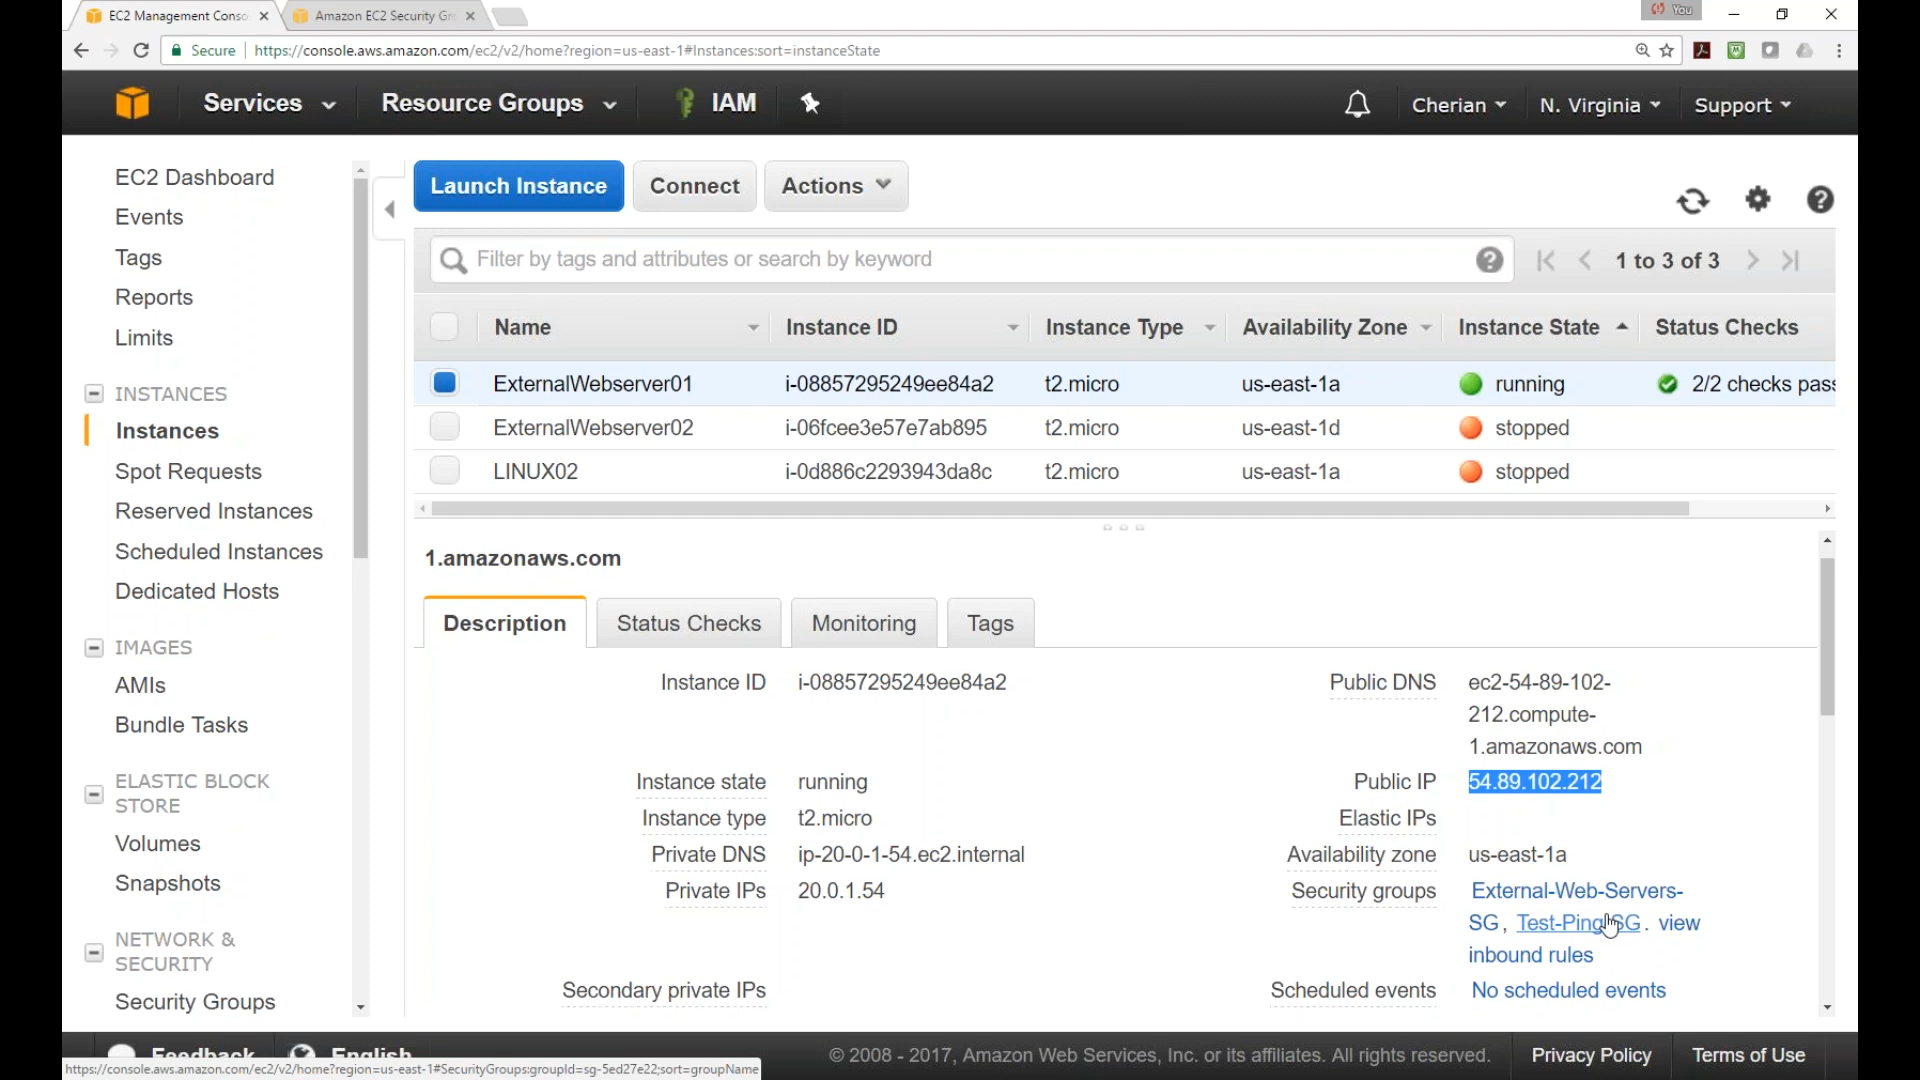 EC2 Management Conso
Amazon EC2 Security Gr
You
Secure
https://console.aws.amazon.com/ec2/v2/home?region=us-east-1#Instances:sort=instanceState
Services
Resource Groups
IAM
Cherian
N. Virginia
Support
EC2 Dashboard
Events
Tags
Reports
Limits
INSTANCES
Instances
Spot Requests
Reserved Instances
Scheduled Instances
Dedicated Hosts
IMAGES
AMIs
Bundle Tasks
ELASTIC BLOCK
STORE
Volumes
Snapshots
NETWORK &
SECURITY
Security Groups
Launch Instance
Connect
Actions
Filter by tags and attributes or search by keyword
1 to 3 of 3
Name Instance ID Instance Type Availability Zone Instance State Status Checks
ExternalWebserver01 i-08857295249ee84a2 t2.micro us-east-1a running 2/2 checks pass
ExternalWebserver02 i-06fcee3e57e7ab895 t2.micro us-east-1d stopped
LINUX02 i-0d886c2293943da8c t2.micro us-east-1a stopped
1.amazonaws.com
Description
Status Checks
Monitoring
Tags
Instance ID i-08857295249ee84a2
Instance state running
Instance type t2.micro
Private DNS ip-20-0-1-54.ec2.internal
Private IPs 20.0.1.54
Secondary private IPs
Public DNS ec2-54-89-102-
212.compute-
1.amazonaws.com
Public IP 54.89.102.212
Elastic IPs
Availability zone us-east-1a
Security groups External-Web-Servers-
SG, Test-Ping-SG. view
inbound rules
Scheduled events No scheduled events
Feedback
English
© 2008 - 2017, Amazon Web Services, Inc. or its affiliates. All rights reserved.
Privacy Policy
Terms of Use
https://console.aws.amazon.com/ec2/v2/home?region=us-east-1#SecurityGroups:groupId=sg-5ed27e22;sort=groupName